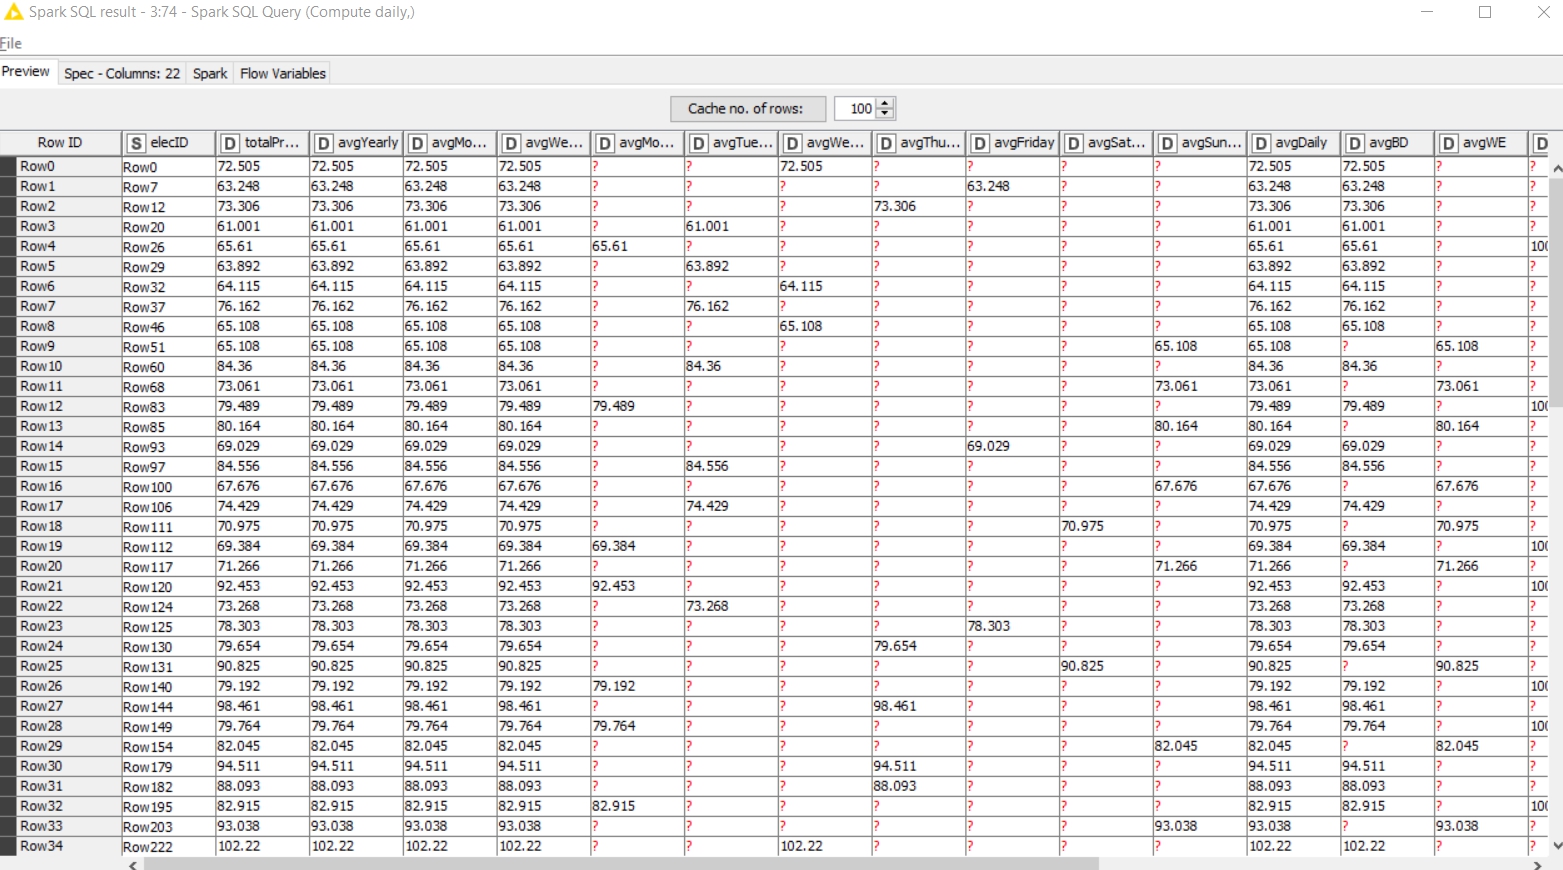 Spark SQL result - 3:74 - Spark SQL Query (Compute daily,)
File
Preview Spec - Columns: 22 Spark Flow Variables
Cache no. of rows: 100
Row ID S elecID D totalPr... D avgYearly D avgMo... D avgWe... D avgMo... D avgTue... D avgWe... D avgThu... D avgFriday D avgSat... D avgSun... D avgDaily D avgBD D avgWE D
Row0 Row0 72.505 72.505 72.505 72.505 ? ? 72.505 ? ? ? ? 72.505 72.505 ? ?
Row1 Row7 63.248 63.248 63.248 63.248 ? ? ? ? 63.248 ? ? 63.248 63.248 ? ?
Row2 Row12 73.306 73.306 73.306 73.306 ? ? ? 73.306 ? ? ? 73.306 73.306 ? ?
Row3 Row20 61.001 61.001 61.001 61.001 ? 61.001 ? ? ? ? ? 61.001 61.001 ? ?
Row4 Row26 65.61 65.61 65.61 65.61 65.61 ? ? ? ? ? ? 65.61 65.61 ? 100
Row5 Row29 63.892 63.892 63.892 63.892 ? 63.892 ? ? ? ? ? 63.892 63.892 ? ?
Row6 Row32 64.115 64.115 64.115 64.115 ? ? 64.115 ? ? ? ? 64.115 64.115 ? ?
Row7 Row37 76.162 76.162 76.162 76.162 ? 76.162 ? ? ? ? ? 76.162 76.162 ? ?
Row8 Row46 65.108 65.108 65.108 65.108 ? ? 65.108 ? ? ? ? 65.108 65.108 ? ?
Row9 Row51 65.108 65.108 65.108 65.108 ? ? ? ? ? ? 65.108 65.108 ? 65.108 ?
Row10 Row60 84.36 84.36 84.36 84.36 ? 84.36 ? ? ? ? ? 84.36 84.36 ? ?
Row11 Row68 73.061 73.061 73.061 73.061 ? ? ? ? ? ? 73.061 73.061 ? 73.061 ?
Row12 Row83 79.489 79.489 79.489 79.489 79.489 ? ? ? ? ? ? 79.489 79.489 ? 100
Row13 Row85 80.164 80.164 80.164 80.164 ? ? ? ? ? ? 80.164 80.164 ? 80.164 ?
Row14 Row93 69.029 69.029 69.029 69.029 ? ? ? ? 69.029 ? ? 69.029 69.029 ? ?
Row15 Row97 84.556 84.556 84.556 84.556 ? 84.556 ? ? ? ? ? 84.556 84.556 ? ?
Row16 Row100 67.676 67.676 67.676 67.676 ? ? ? ? ? ? 67.676 67.676 ? 67.676 ?
Row17 Row106 74.429 74.429 74.429 74.429 ? 74.429 ? ? ? ? ? 74.429 74.429 ? ?
Row18 Row111 70.975 70.975 70.975 70.975 ? ? ? ? ? 70.975 ? 70.975 ? 70.975 ?
Row19 Row112 69.384 69.384 69.384 69.384 69.384 ? ? ? ? ? ? 69.384 69.384 ? 100
Row20 Row117 71.266 71.266 71.266 71.266 ? ? ? ? ? ? 71.266 71.266 ? 71.266 ?
Row21 Row120 92.453 92.453 92.453 92.453 92.453 ? ? ? ? ? ? 92.453 92.453 ? 100
Row22 Row124 73.268 73.268 73.268 73.268 ? 73.268 ? ? ? ? ? 73.268 73.268 ? ?
Row23 Row125 78.303 78.303 78.303 78.303 ? ? ? ? 78.303 ? ? 78.303 78.303 ? ?
Row24 Row130 79.654 79.654 79.654 79.654 ? ? ? 79.654 ? ? ? 79.654 79.654 ? ?
Row25 Row131 90.825 90.825 90.825 90.825 ? ? ? ? ? 90.825 ? 90.825 ? 90.825 ?
Row26 Row140 79.192 79.192 79.192 79.192 79.192 ? ? ? ? ? ? 79.192 79.192 ? 100
Row27 Row144 98.461 98.461 98.461 98.461 ? ? ? 98.461 ? ? ? 98.461 98.461 ? ?
Row28 Row149 79.764 79.764 79.764 79.764 79.764 ? ? ? ? ? ? 79.764 79.764 ? 100
Row29 Row154 82.045 82.045 82.045 82.045 ? ? ? ? ? ? 82.045 82.045 ? 82.045 ?
Row30 Row179 94.511 94.511 94.511 94.511 ? ? ? 94.511 ? ? ? 94.511 94.511 ? ?
Row31 Row182 88.093 88.093 88.093 88.093 ? ? ? 88.093 ? ? ? 88.093 88.093 ? ?
Row32 Row195 82.915 82.915 82.915 82.915 82.915 ? ? ? ? ? ? 82.915 82.915 ? 100
Row33 Row203 93.038 93.038 93.038 93.038 ? ? ? ? ? ? 93.038 93.038 ? 93.038 ?
Row34 Row222 102.22 102.22 102.22 102.22 ? ? 102.22 ? ? ? ? 102.22 102.22 ? ?